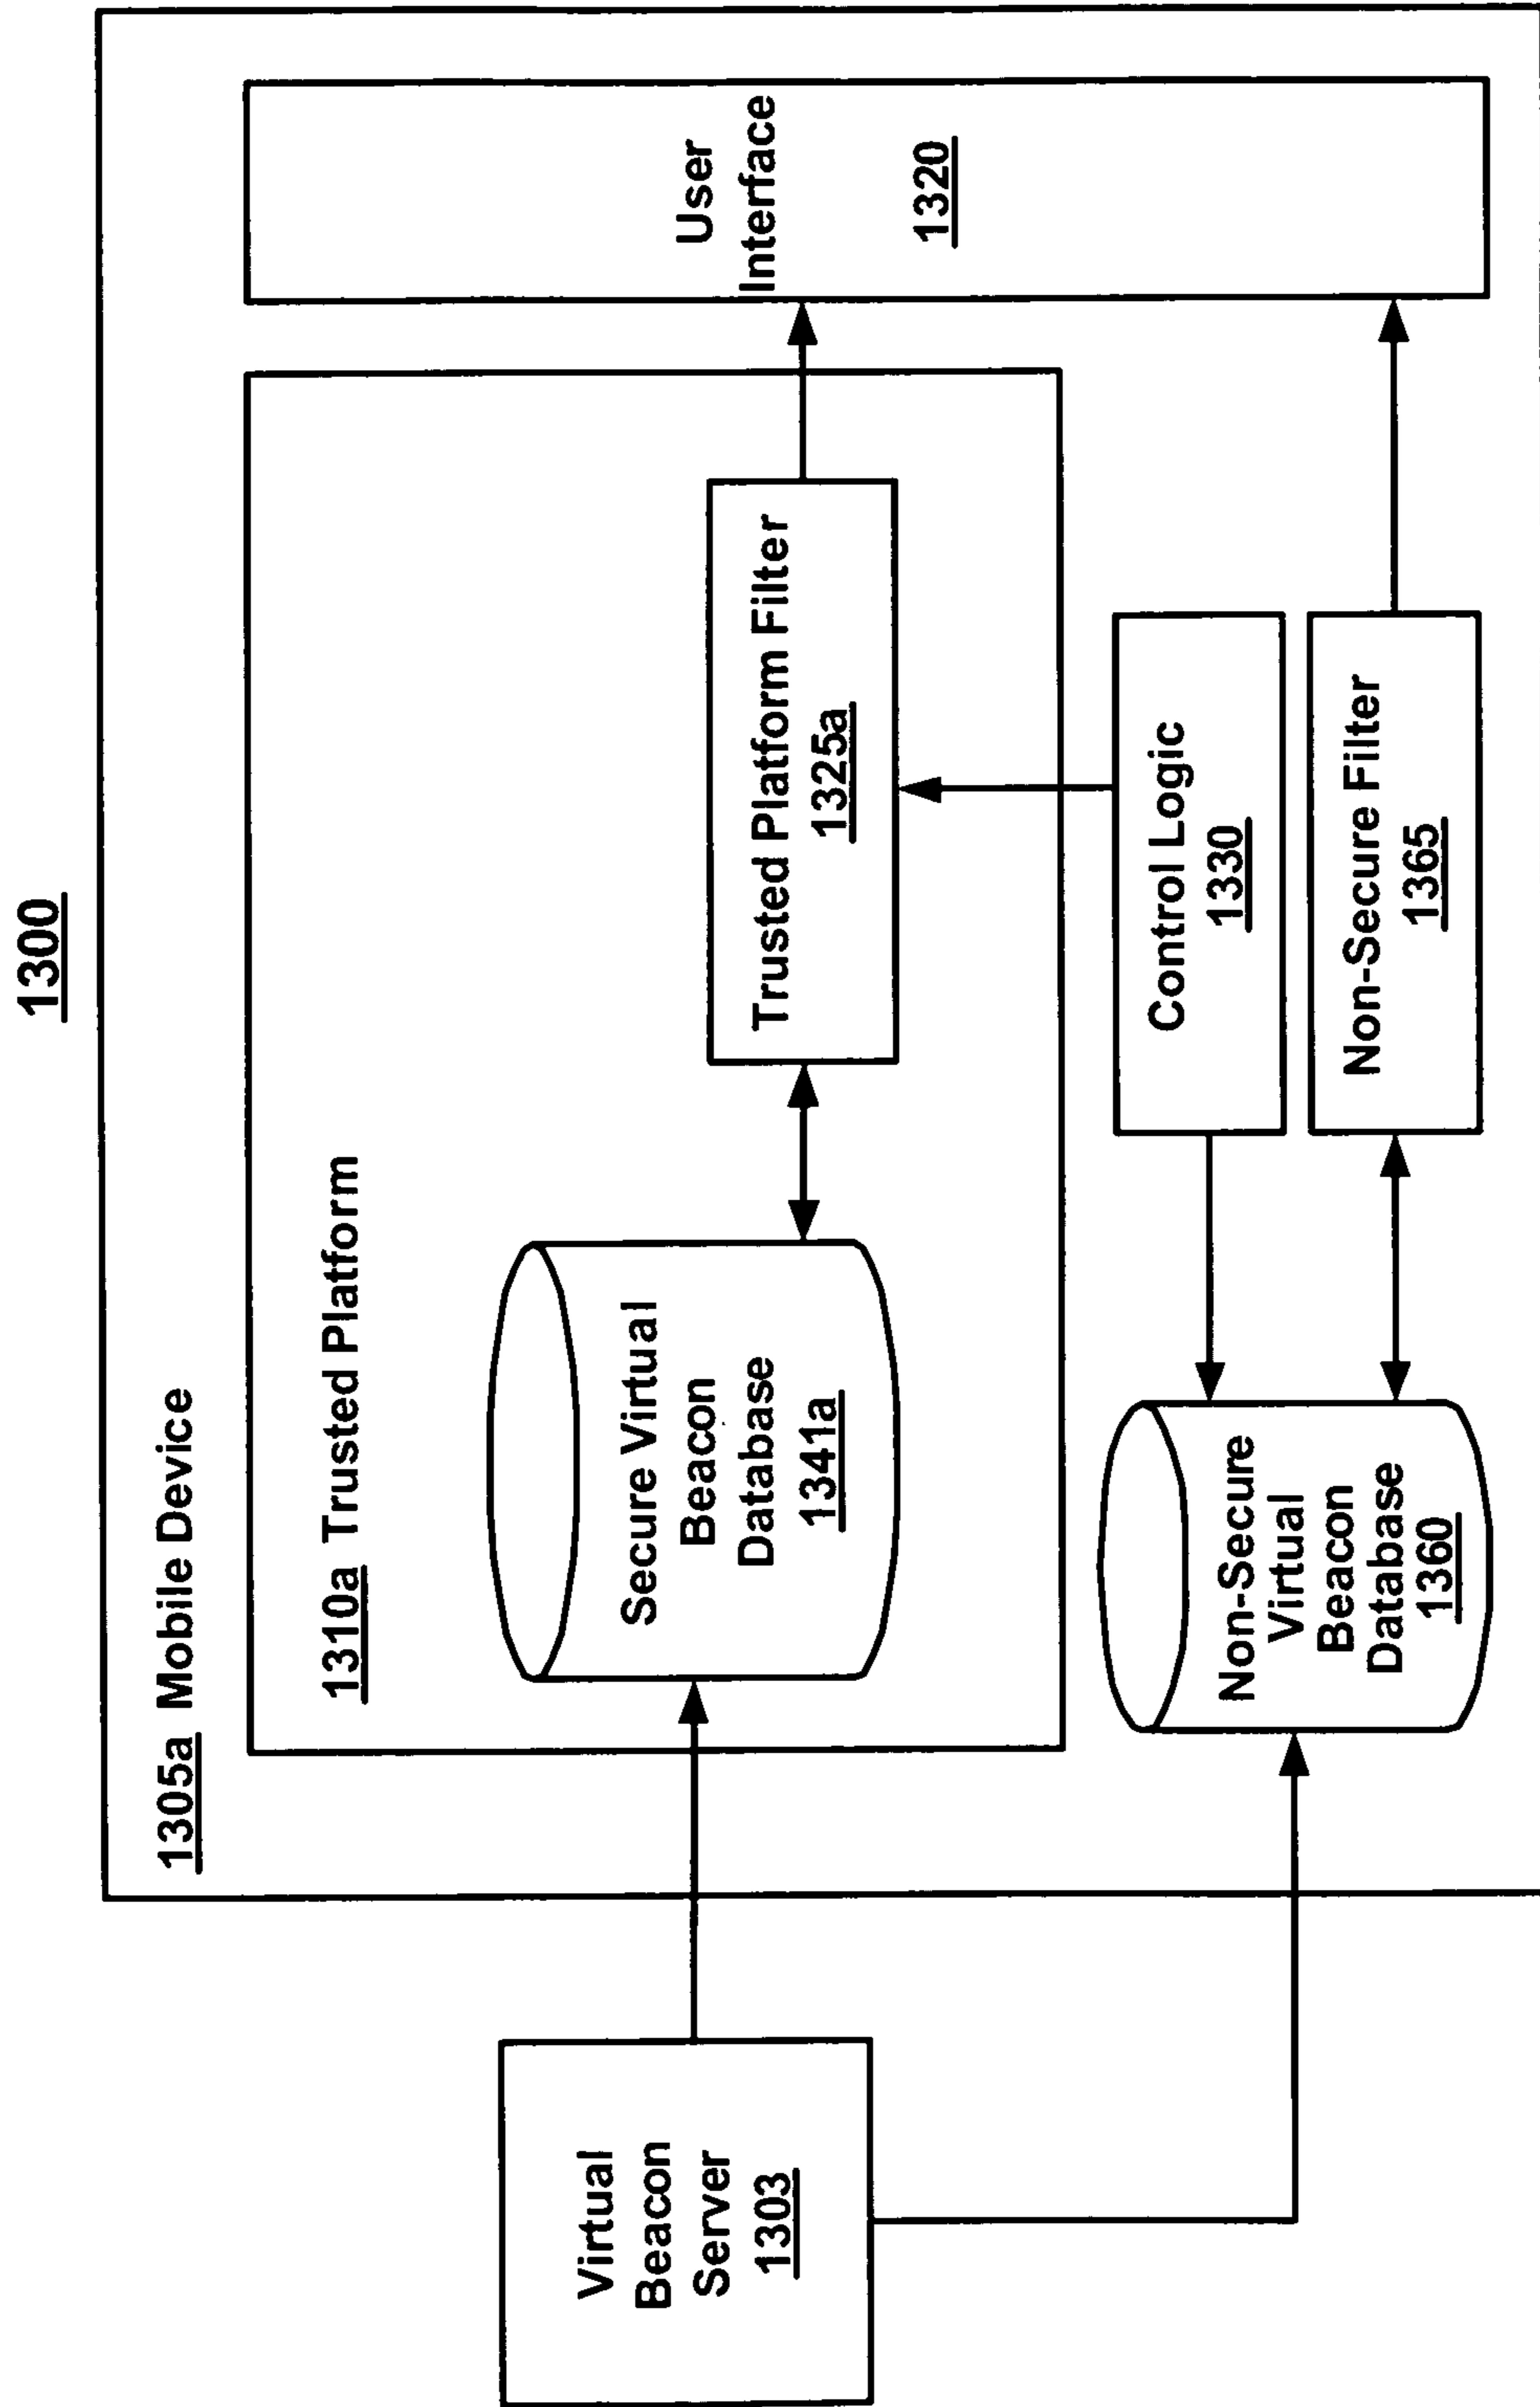 1300
1305a Mobile Device
1310a Trusted Platform
Virtual
Beacon
Server
1303
Secure Virtual
Beacon
Database
1341a
Trusted Platform Filter
1325a
User
Interface
1320
Control Logic
1330
Non-Secure
Virtual
Beacon
Database
1360
Non-Secure Filter
1365